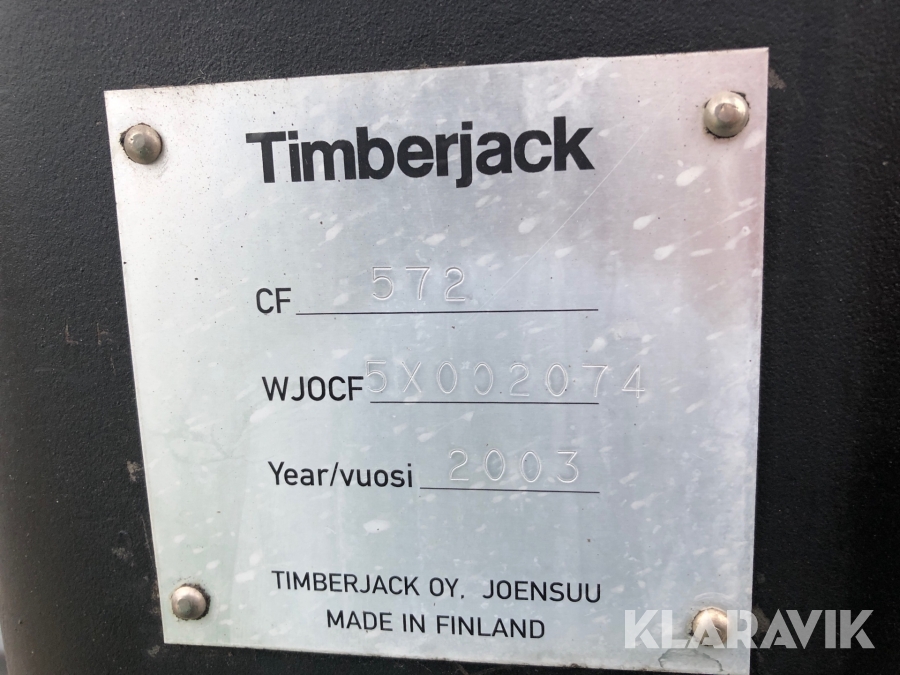 Timberjack
CF 572
WJOCF 5X002074
Year/vuosi 2003
TIMBERJACK OY, JOENSUU
MADE IN FINLAND
KLARAVIK